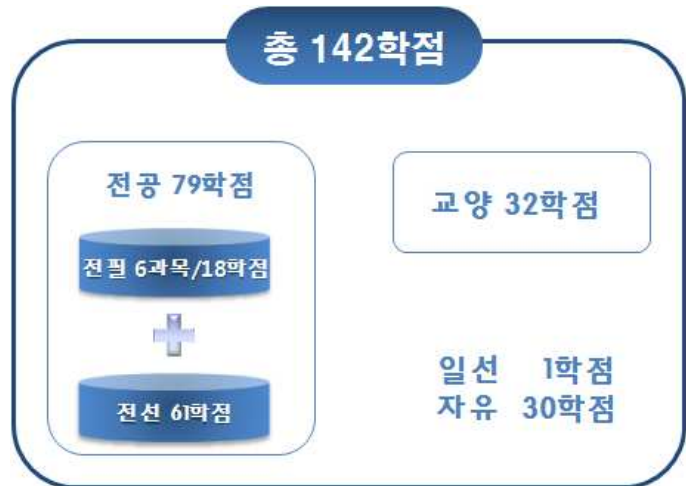 총 142학점
전공 79학점
전필 6과목/18학점
전선 61학점
교양 32학점
일선 1학점
자유 30학점